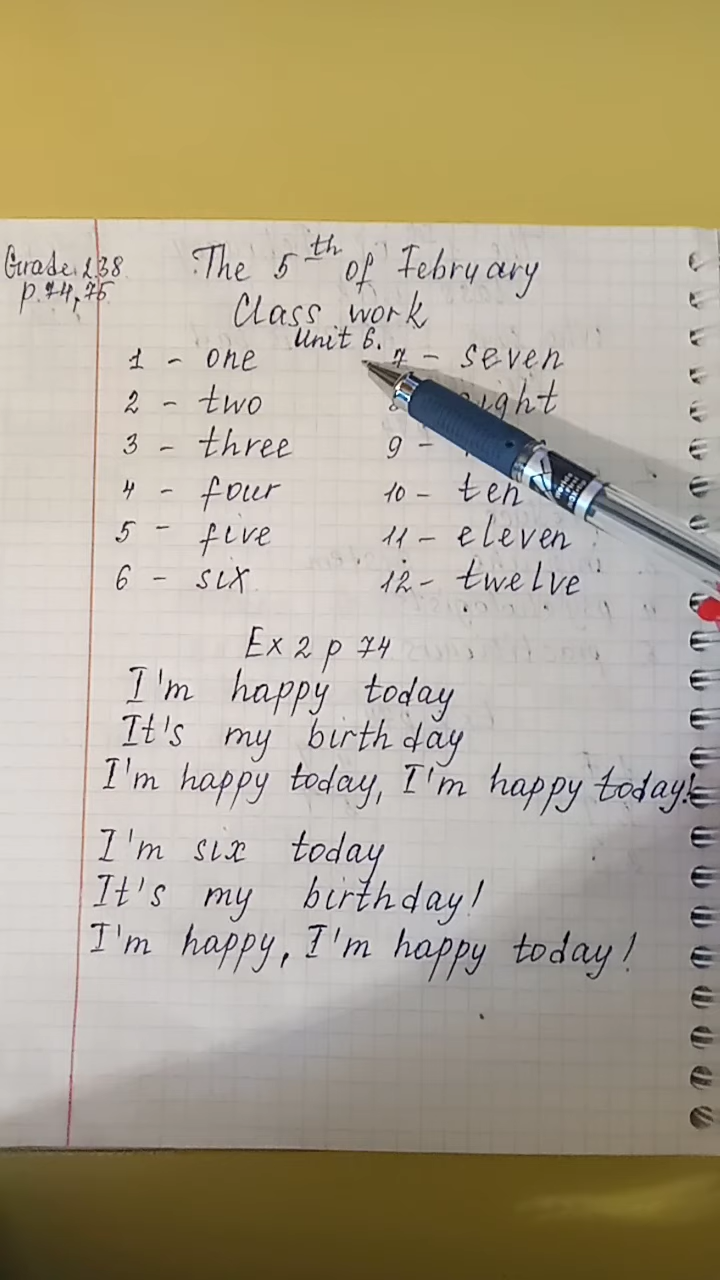 Grade 2
p. 74, 75
The 5th of February
Class work
Unit 6.
1 - one
2 - two
3 - three
4 - four
5 - five
6 - six
7 - seven
9 -
10 - ten
11 - eleven
12 - twelve
Ex 2 p 74
I'm happy today
It's my birthday
I'm happy today, I'm happy today!
I'm six today
It's my birthday!
I'm happy, I'm happy today!